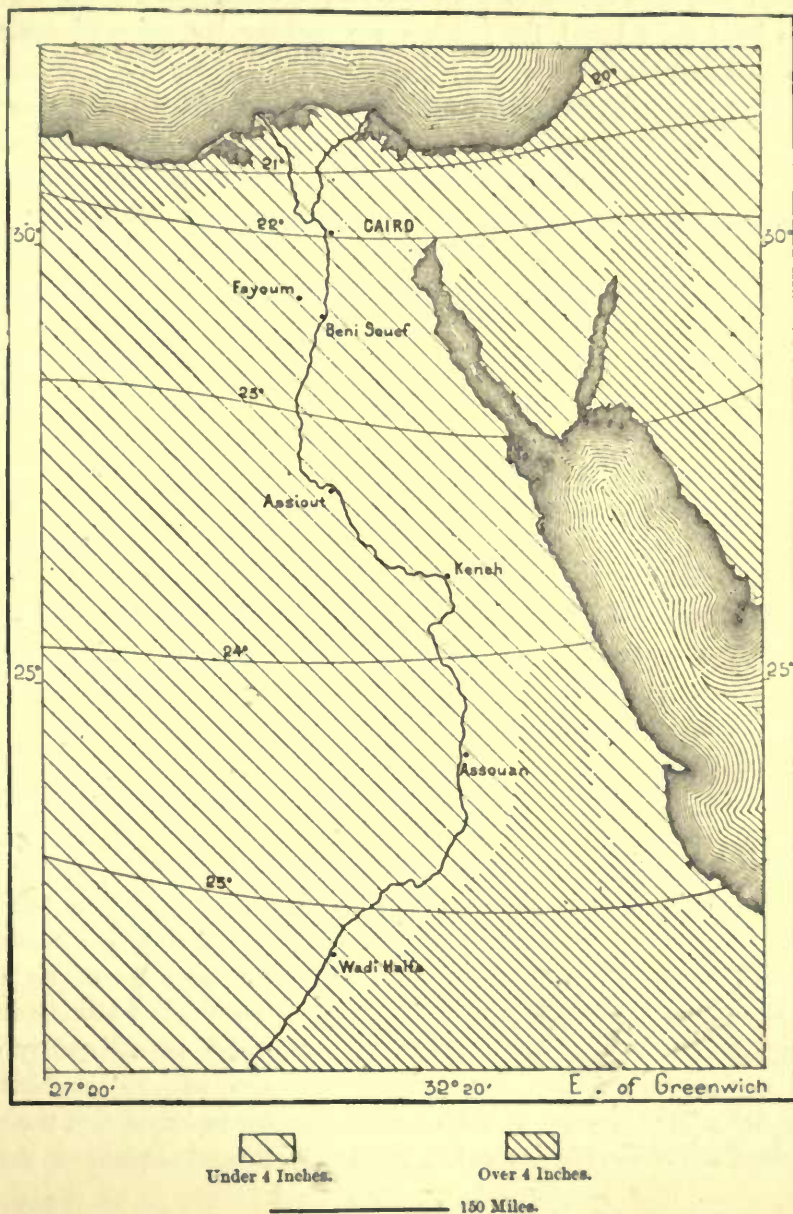 20°
21°
22°
CAIRO
30°
30°
Fayoum
Beni Souef
23°
Assiout
Keneh
24°
25°
25°
Assouan
25°
Wadi Halfa
27°20'
32°20'
E. of Greenwich
Under 4 Inches.
Over 4 Inches.
150 Miles.